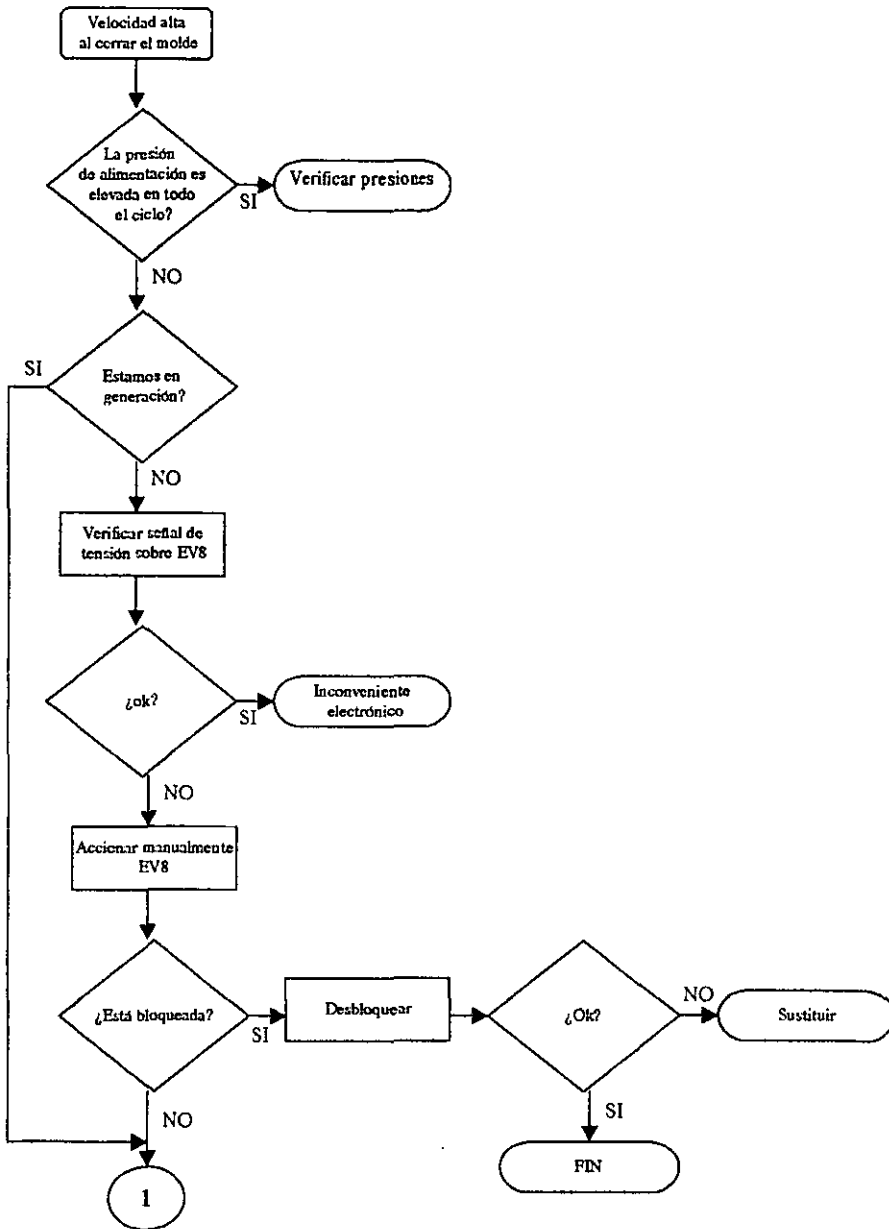 Velocidad alta
al cerrar el molde
La presión
de alimentación es
elevada en todo
el ciclo?
SI
Verificar presiones
NO
SI
Estamos en
generación?
NO
Verificar señal de
tensión sobre EV8
¿ok?
SI
Inconveniente
electrónico
NO
Accionar manualmente
EV8
¿Está bloqueada?
SI
Desbloquear
¿Ok?
NO
Sustituir
NO
SI
FIN
1